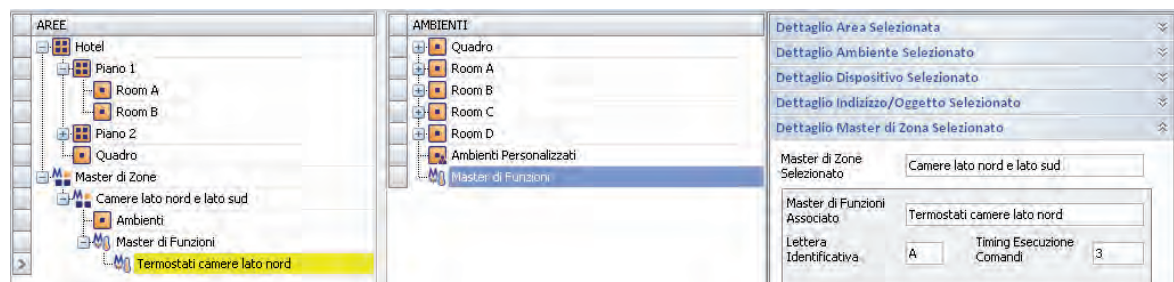 AREE
Hotel
Piano 1
Room A
Room B
Piano 2
Quadro
Master di Zone
Camere lato nord e lato sud
Ambienti
Master di Funzioni
Termostati camere lato nord
AMBIENTI
Quadro
Room A
Room B
Room C
Room D
Ambienti Personalizzati
Master di Funzioni
Dettaglio Area Selezionata
Dettaglio Ambiente Selezionato
Dettaglio Dispositivo Selezionato
Dettaglio Indizizzo/Oggetto Selezionato
Dettaglio Master di Zona Selezionato
Master di Zone
Selezionato
Camere lato nord e lato sud
Master di Funzioni
Associato
Termostati camere lato nord
Lettera
Identificativa
A
Timing Esecuzione
Comandi
3